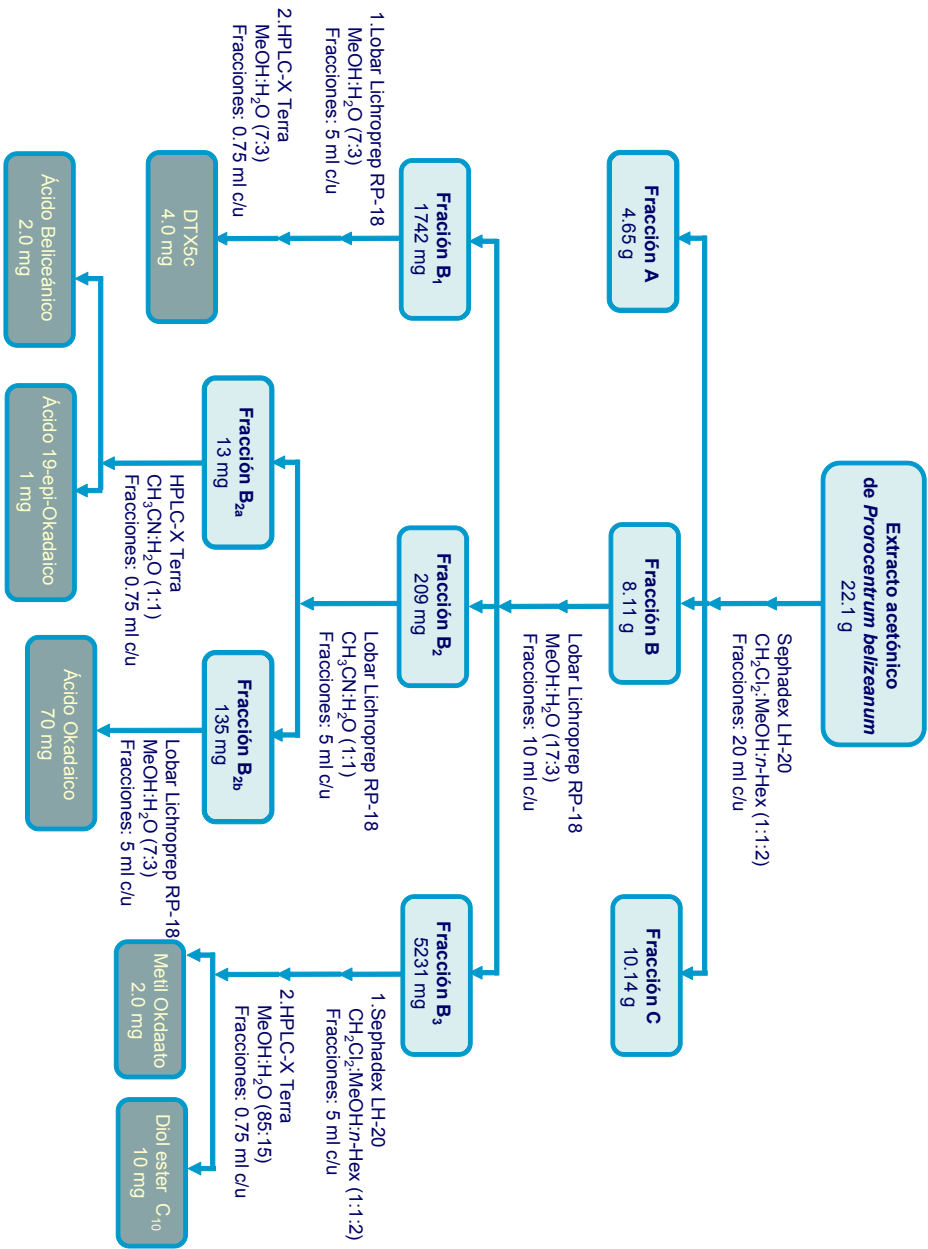 Extracto acetónico
de Prorocentrum belizeanum
22.1 g
Sephadex LH-20
CH₂Cl₂:MeOH:n-Hex (1:1:2)
Fracciones: 20 ml c/u
Fracción A
4.65 g
Fracción B
8.11 g
Fracción C
10.14 g
Lobar Lichroprep RP-18
MeOH:H₂O (17:3)
Fracciones: 10 ml c/u
Fración B₁
1742 mg
Fracción B₂
209 mg
Fracción B₃
5231 mg
1.Lobar Lichroprep RP-18
MeOH:H₂O (7:3)
Fracciones: 5 ml c/u
2.HPLC-X Terra
MeOH:H₂O (7:3)
Fracciones: 0.75 ml c/u
Lobar Lichroprep RP-18
CH₃CN:H₂O (1:1)
Fracciones: 5 ml c/u
1.Sephadex LH-20
CH₂Cl₂:MeOH:n-Hex (1:1:2)
Fracciones: 5 ml c/u
2.HPLC-X Terra
MeOH:H₂O (85:15)
Fracciones: 0.75 ml c/u
DTX5c
4.0 mg
Fracción B₂ₐ
13 mg
Fracción B₂b
135 mg
Metil Okdaato
2.0 mg
Diol ester C₁₀
10 mg
HPLC-X Terra
CH₃CN:H₂O (1:1)
Fracciones: 0.75 ml c/u
Lobar Lichroprep RP-18
MeOH:H₂O (7:3)
Fracciones: 5 ml c/u
Ácido Beliceánico
2.0 mg
Ácido 19-epi-Okadaico
1 mg
Ácido Okadaico
70 mg